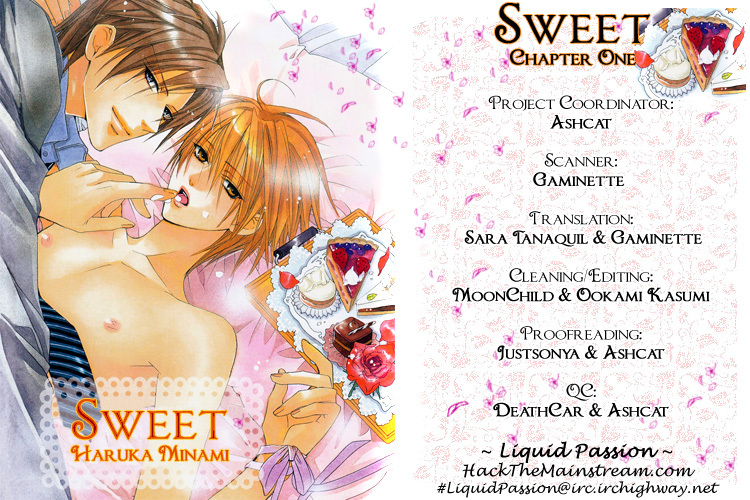 Sweet
Haruka Minami
Sweet
Chapter One
Project Coordinator:
Ashcat
Scanner:
Gaminette
Translation:
Sara Tanaquil & Gaminette
Cleaning/Editing:
MoonChild & Ookami Kasumi
Proofreading:
Justsonya & Ashcat
QC:
DeathCar & Ashcat
~ Liquid Passion ~
HackTheMainstream.com
#LiquidPassion@irc.irchighway.net